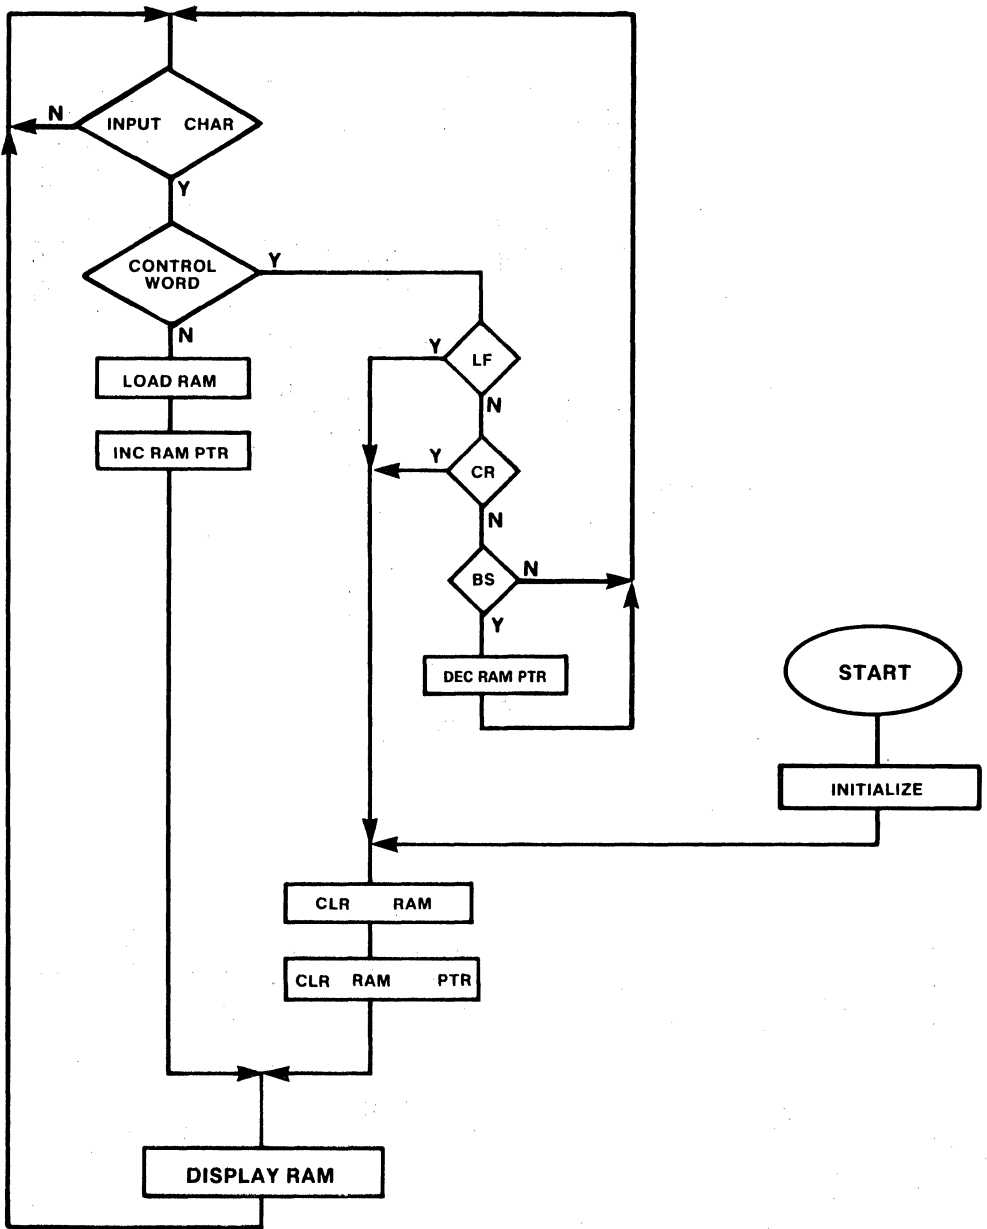 N
INPUT CHAR
Y
CONTROL
WORD
Y
N
LOAD RAM
INC RAM PTR
Y
LF
N
Y
CR
N
BS
N
Y
DEC RAM PTR
START
INITIALIZE
CLR RAM
CLR RAM PTR
DISPLAY RAM